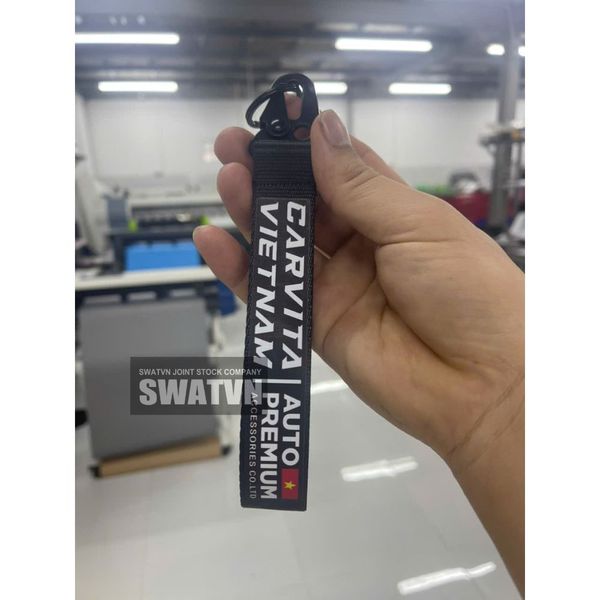 CARVITA
VIETNAM
AUTO
PREMIUM
ACCESSORIES CO.LTD
SWATVN JOINT STOCK COMPANY
SWATVN